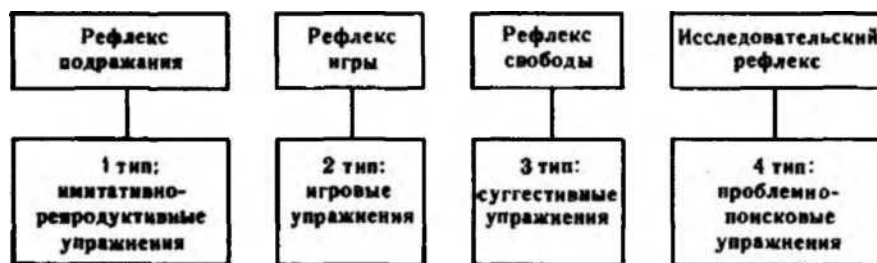 Рефлекс
подражания
Рефлекс
игры
Рефлекс
свободы
Исследовательский
рефлекс
1 тип:
имитативно-
репродуктивные
упражнения
2 тип:
игровые
упражнения
3 тип:
суггестивные
упражнения
4 тип:
проблемно-
поисковые
упражнения